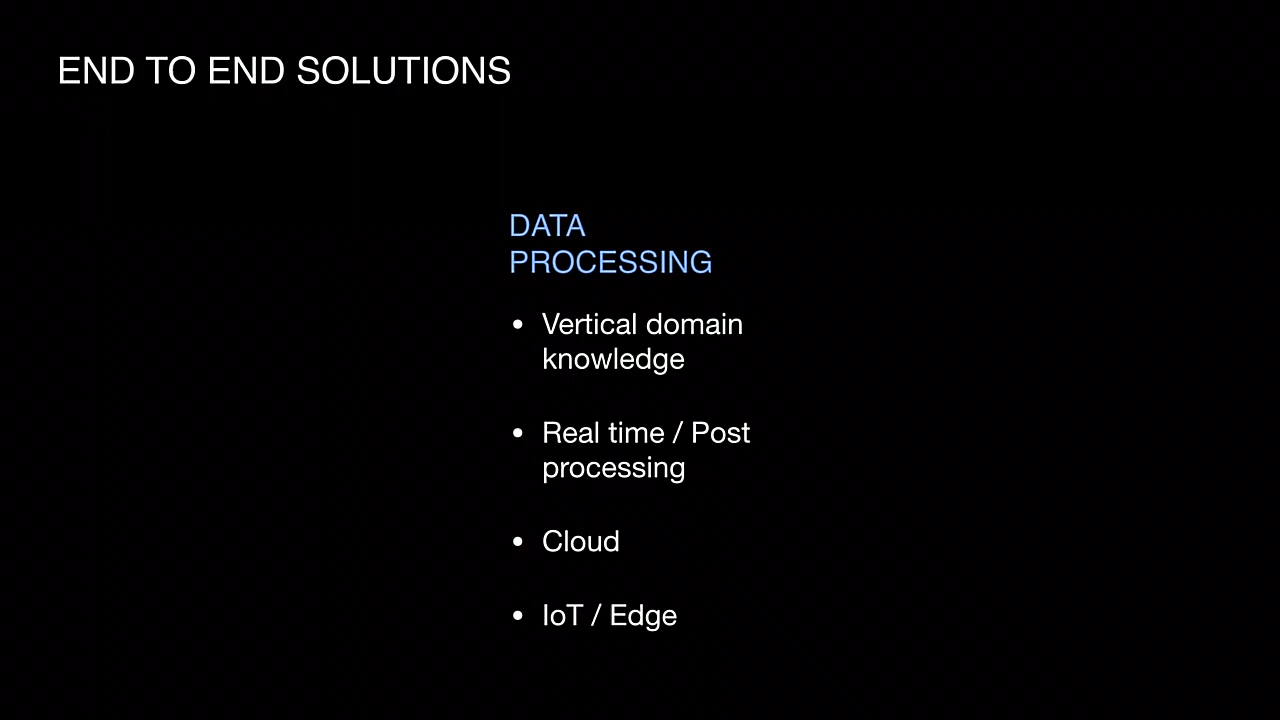 END TO END SOLUTIONS
DATA
PROCESSING
• Vertical domain
knowledge
• Real time / Post
processing
• Cloud
• IoT / Edge